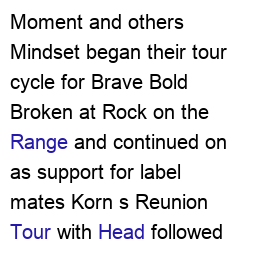 Moment and others
Mindset began their tour
cycle for Brave Bold
Broken at Rock on the
Range and continued on
as support for label
mates Korn s Reunion
Tour with Head followed